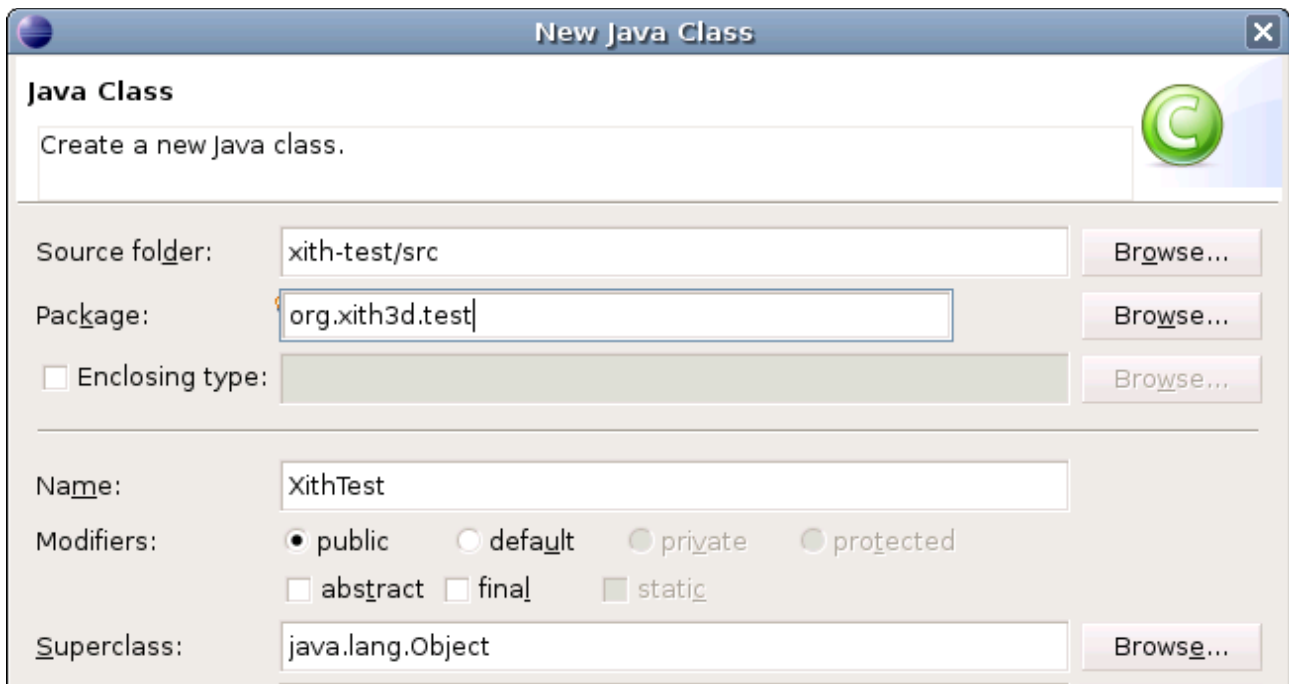 New Java Class
Java Class
C
Create a new Java class.
Source folder: xith-test/src Browse...
Package: org.xith3d.test Browse...
Enclosing type: Browse...
Name: XithTest
Modifiers: public default private protected
abstract final static
Superclass: java.lang.Object Browse...